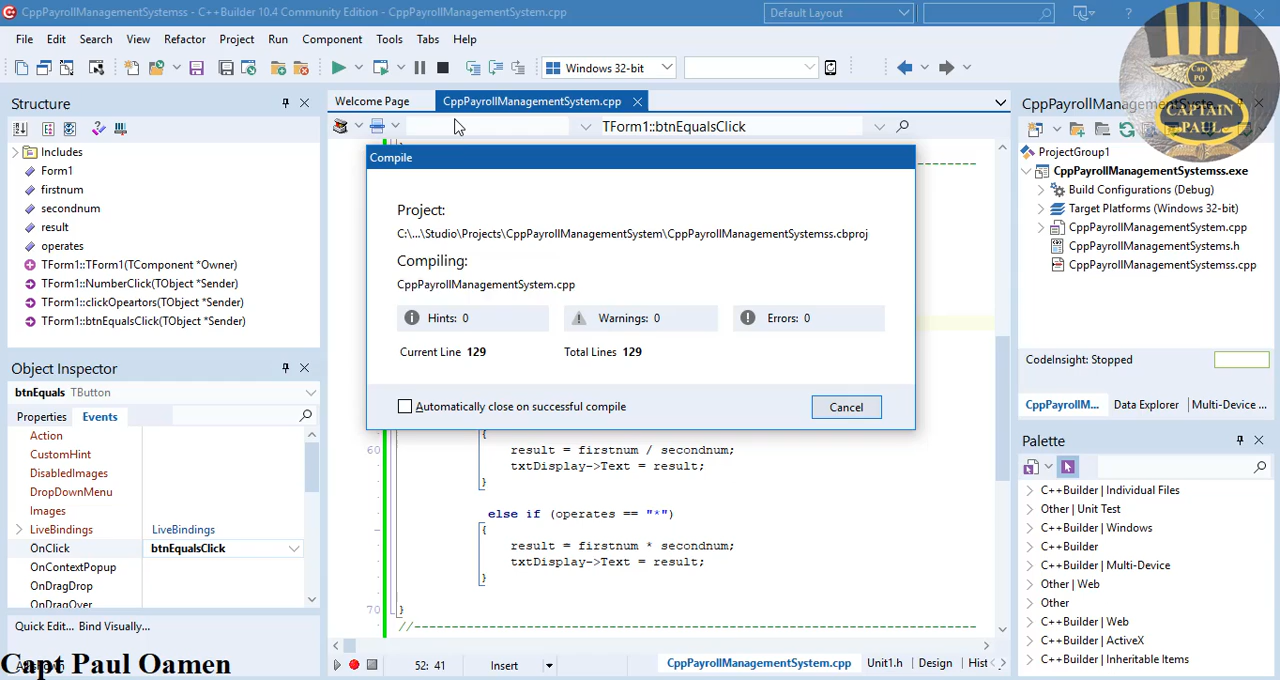 CppPayrollManagementSystemss - C++Builder 10.4 Community Edition - CppPayrollManagementSystem.cpp
Default Layout
File Edit Search View Refactor Project Run Component Tools Tabs Help
Windows 32-bit
Structure
Includes
Form1
firstnum
secondnum
result
operates
TForm1::TForm1(TComponent *Owner)
TForm1::NumberClick(TObject *Sender)
TForm1::clickOpeartors(TObject *Sender)
TForm1::btnEqualsClick(TObject *Sender)
Object Inspector
btnEquals TButton
Properties Events
Action
CustomHint
DisabledImages
DropDownMenu
Images
LiveBindings LiveBindings
OnClick btnEqualsClick
OnContextPopup
OnDragDrop
OnDragOver
Quick Edit... Bind Visually...
Capt Paul Oamen
Welcome Page CppPayrollManagementSystem.cpp
TForm1::btnEqualsClick
Compile
Project:
C:\...\Studio\Projects\CppPayrollManagementSystem\CppPayrollManagementSystemss.cbproj
Compiling:
CppPayrollManagementSystem.cpp
Hints: 0 Warnings: 0 Errors: 0
Current Line 129 Total Lines 129
Automatically close on successful compile
Cancel
{
60 result = firstnum / secondnum;
txtDisplay->Text = result;
}
else if (operates == "*")
{
result = firstnum * secondnum;
txtDisplay->Text = result;
}
70 }
//---------------------------------------------------------------------------
52: 41 Insert CppPayrollManagementSystem.cpp Unit1.h Design Hist
Capt
PO
CAPTAIN
PAUL
ProjectGroup1
CppPayrollManagementSystemss.exe
Build Configurations (Debug)
Target Platforms (Windows 32-bit)
CppPayrollManagementSystem.cpp
CppPayrollManagementSystems.h
CppPayrollManagementSystemss.cpp
CodeInsight: Stopped
CppPayrollM... Data Explorer Multi-Device ...
Palette
C++Builder | Individual Files
Other | Unit Test
C++Builder | Windows
C++Builder
C++Builder | Multi-Device
Other | Web
Other
C++Builder | Web
C++Builder | ActiveX
C++Builder | Inheritable Items